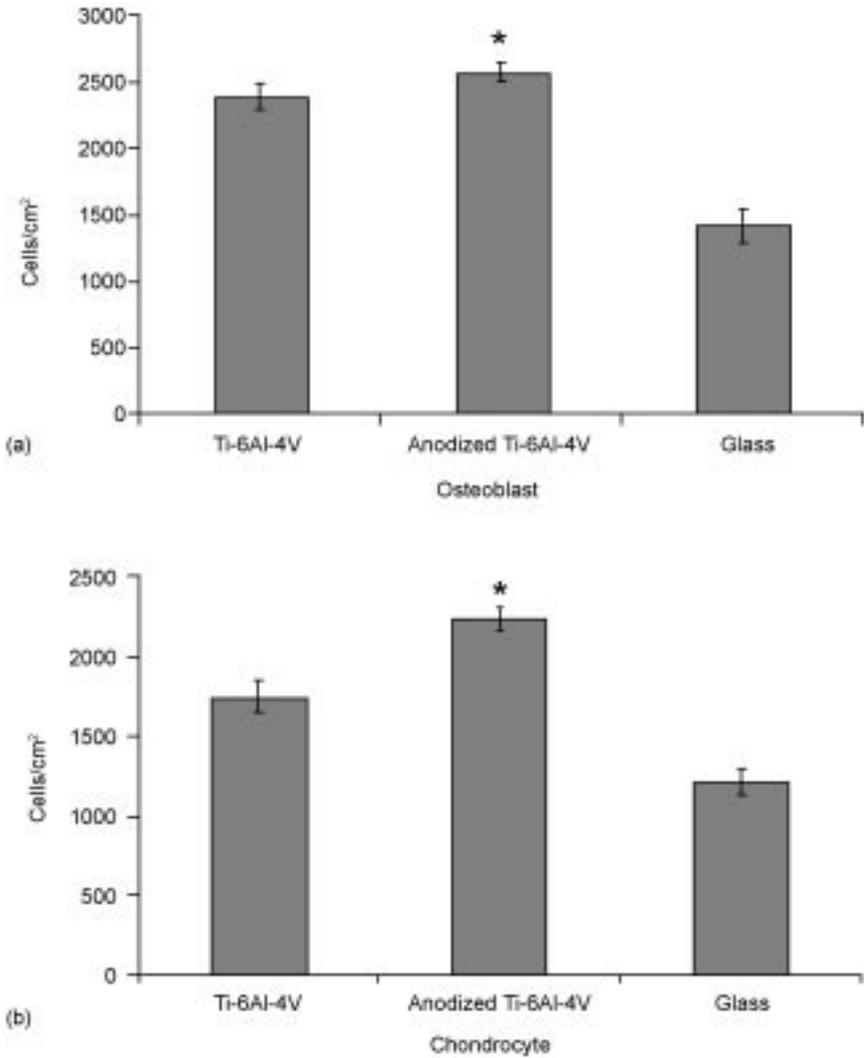 3000
*
2500
2000
1500
1000
500
0
Cells/cm²
(a)
Ti-6Al-4V Anodized Ti-6Al-4V Glass
Osteoblast
2500
*
2000
1500
1000
500
0
Cells/cm²
(b)
Ti-6Al-4V Anodized Ti-6Al-4V Glass
Chondrocyte